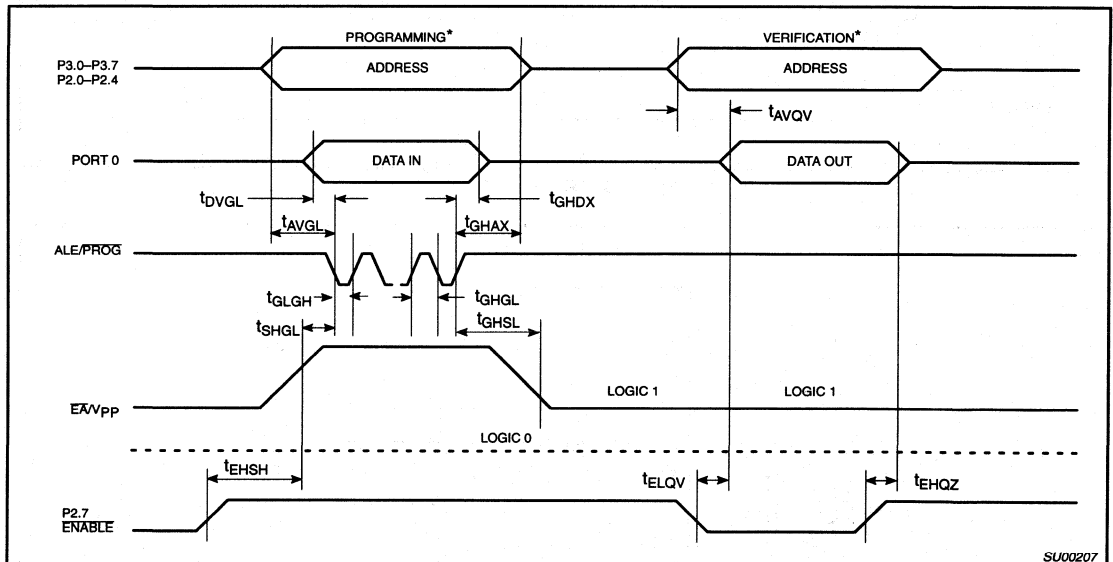 PROGRAMMING*
VERIFICATION*
P3.0–P3.7
P2.0–P2.4
ADDRESS
ADDRESS
tAVQV
PORT 0
DATA IN
DATA OUT
tDVGL
tGHDX
tAVGL
tGHAX
ALE/PROG
tGLGH
tGHGL
tSHGL
tGHSL
LOGIC 1
LOGIC 1
EA/VPP
LOGIC 0
tEHSH
tELQV
tEHQZ
P2.7
ENABLE
SU00207